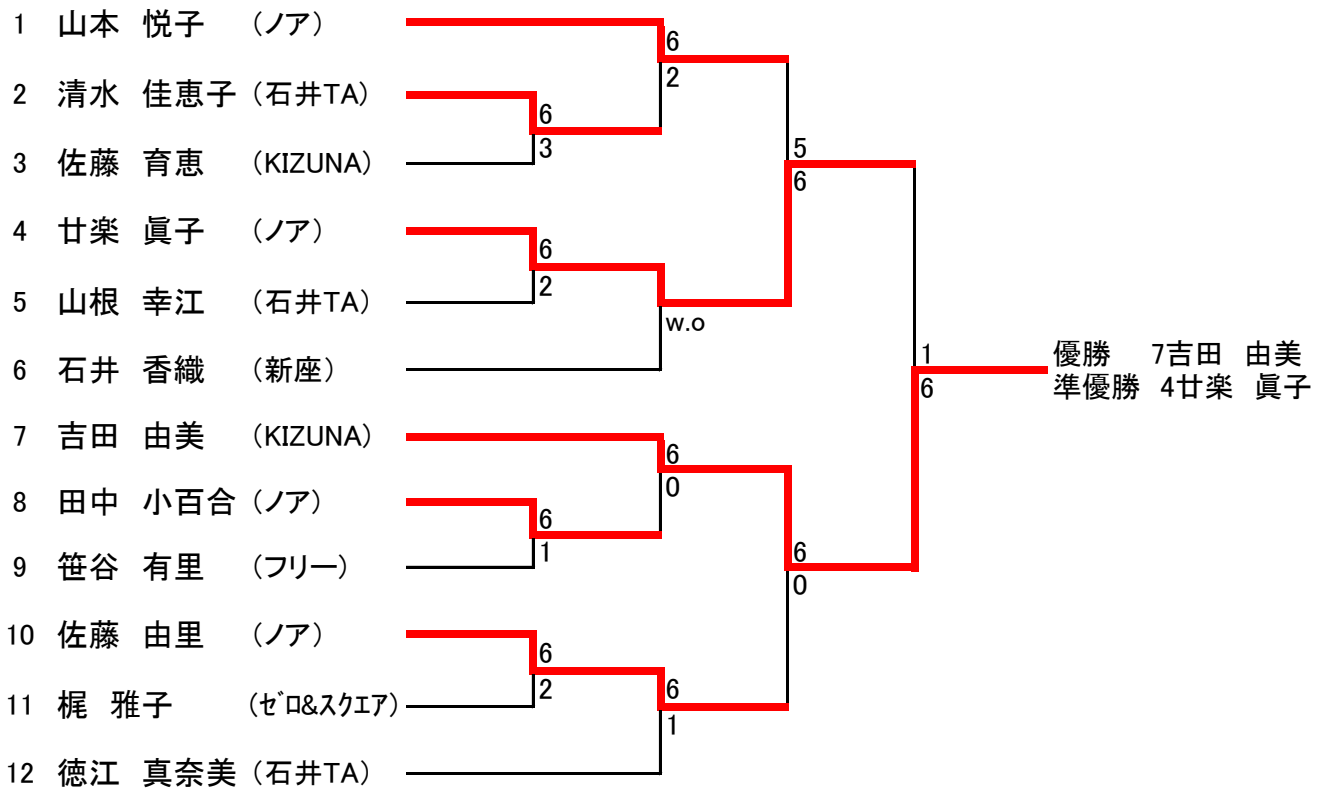 1 山本 悦子 (ノア)
6
2
2 清水 佳恵子 (石井TA)
6
3
3 佐藤 育恵 (KIZUNA)
5
6
4 廿楽 眞子 (ノア)
6
2
5 山根 幸江 (石井TA)
w.o
6 石井 香織 (新座)
1
6
優勝 7吉田 由美
準優勝 4廿楽 眞子
7 吉田 由美 (KIZUNA)
6
0
8 田中 小百合 (ノア)
6
1
9 笹谷 有里 (フリー)
6
0
10 佐藤 由里 (ノア)
6
2
11 梶 雅子 (ゼロ&スクエア)
6
1
12 徳江 真奈美 (石井TA)